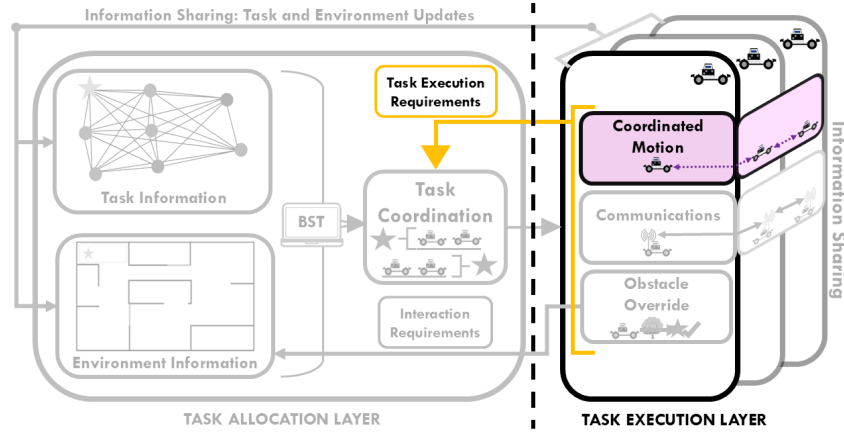 Information Sharing: Task and Environment Updates
Task Execution
Requirements
Coordinated
Motion
Task Information
BST
Task
Coordination
Communications
Obstacle
Override
Interaction
Requirements
Environment Information
Information Sharing
TASK ALLOCATION LAYER
TASK EXECUTION LAYER